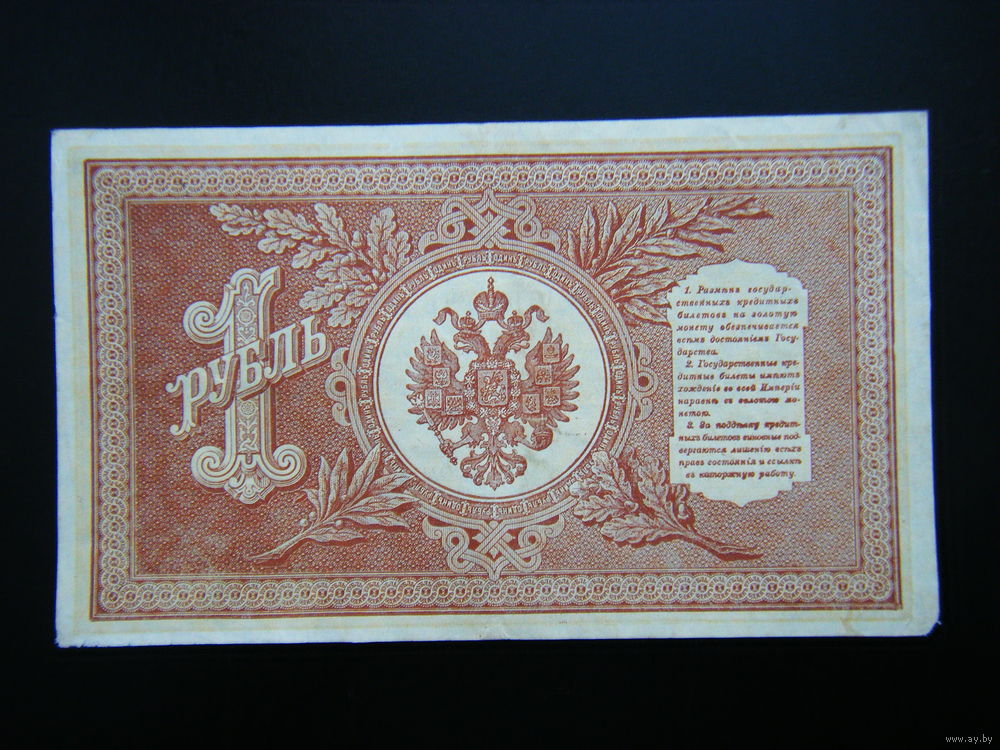 1
РУБЛЬ
1. Размѣнъ государ-
ственныхъ кредитныхъ
билетовъ на золотую
монету обезпечивается
всѣмъ достояніемъ Госу-
дарства.
2. Государственные кре-
дитные билеты имѣютъ
хожденіе во всей Имперіи
наравнѣ съ золотою мо-
нетою.
3. За поддѣлку кредит-
ныхъ билетовъ виновные под-
вергаются лишенію всѣхъ
правъ состоянія и ссылкѣ
въ каторжную работу.
www.ay.by